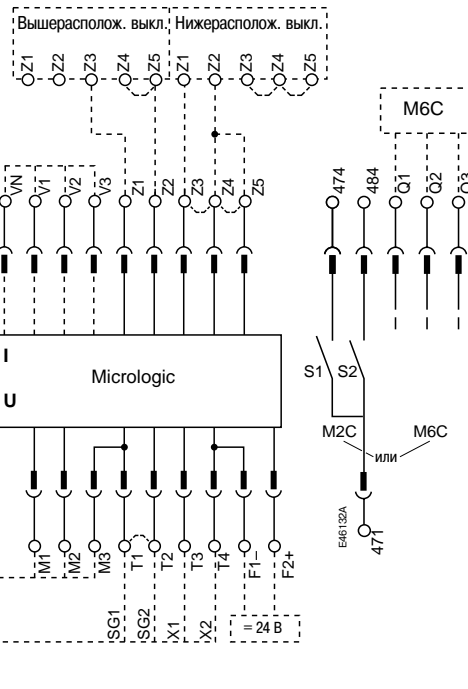 Вышерасполож. выкл. Нижерасполож. выкл.
Z1 Z2 Z3 Z4 Z5 Z1 Z2 Z3 Z4 Z5
M6C
VN V1 V2 V3 Z1 Z2 Z3 Z4 Z5 474 484 Q1 Q2 Q3
I
U
Micrologic
S1 S2
M2C или M6C
E46132A
471
M1 M2 M3 T1 T2 T3 T4 F1– F2+
SG1 SG2 X1 X2
= 24 В